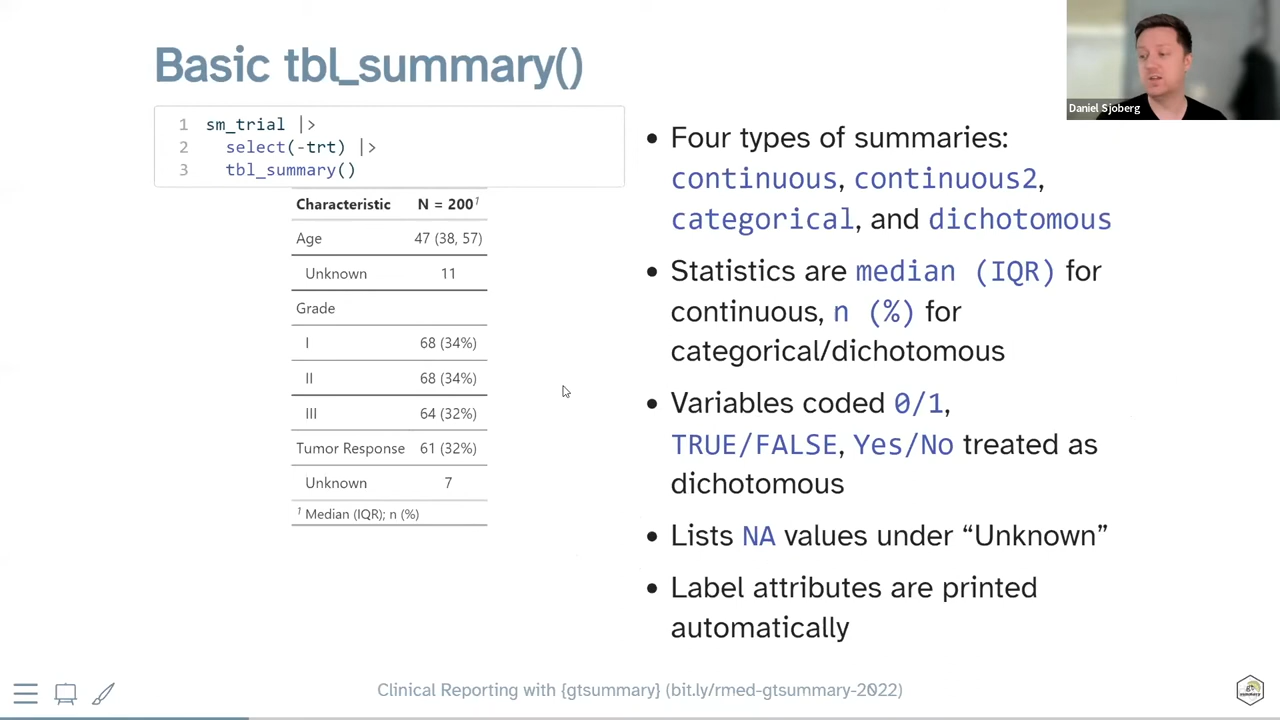 Basic tbl_summary()
1 sm_trial |>
2 select(-trt) |>
3 tbl_summary()
Characteristic N = 200¹
Age 47 (38, 57)
Unknown 11
Grade
I 68 (34%)
II 68 (34%)
III 64 (32%)
Tumor Response 61 (32%)
Unknown 7
¹ Median (IQR); n (%)
• Four types of summaries:
continuous, continuous2,
categorical, and dichotomous
• Statistics are median (IQR) for
continuous, n (%) for
categorical/dichotomous
• Variables coded 0/1,
TRUE/FALSE, Yes/No treated as
dichotomous
• Lists NA values under “Unknown”
• Label attributes are printed
automatically
Daniel Sjoberg
Clinical Reporting with {gtsummary} (bit.ly/rmed-gtsummary-2022)